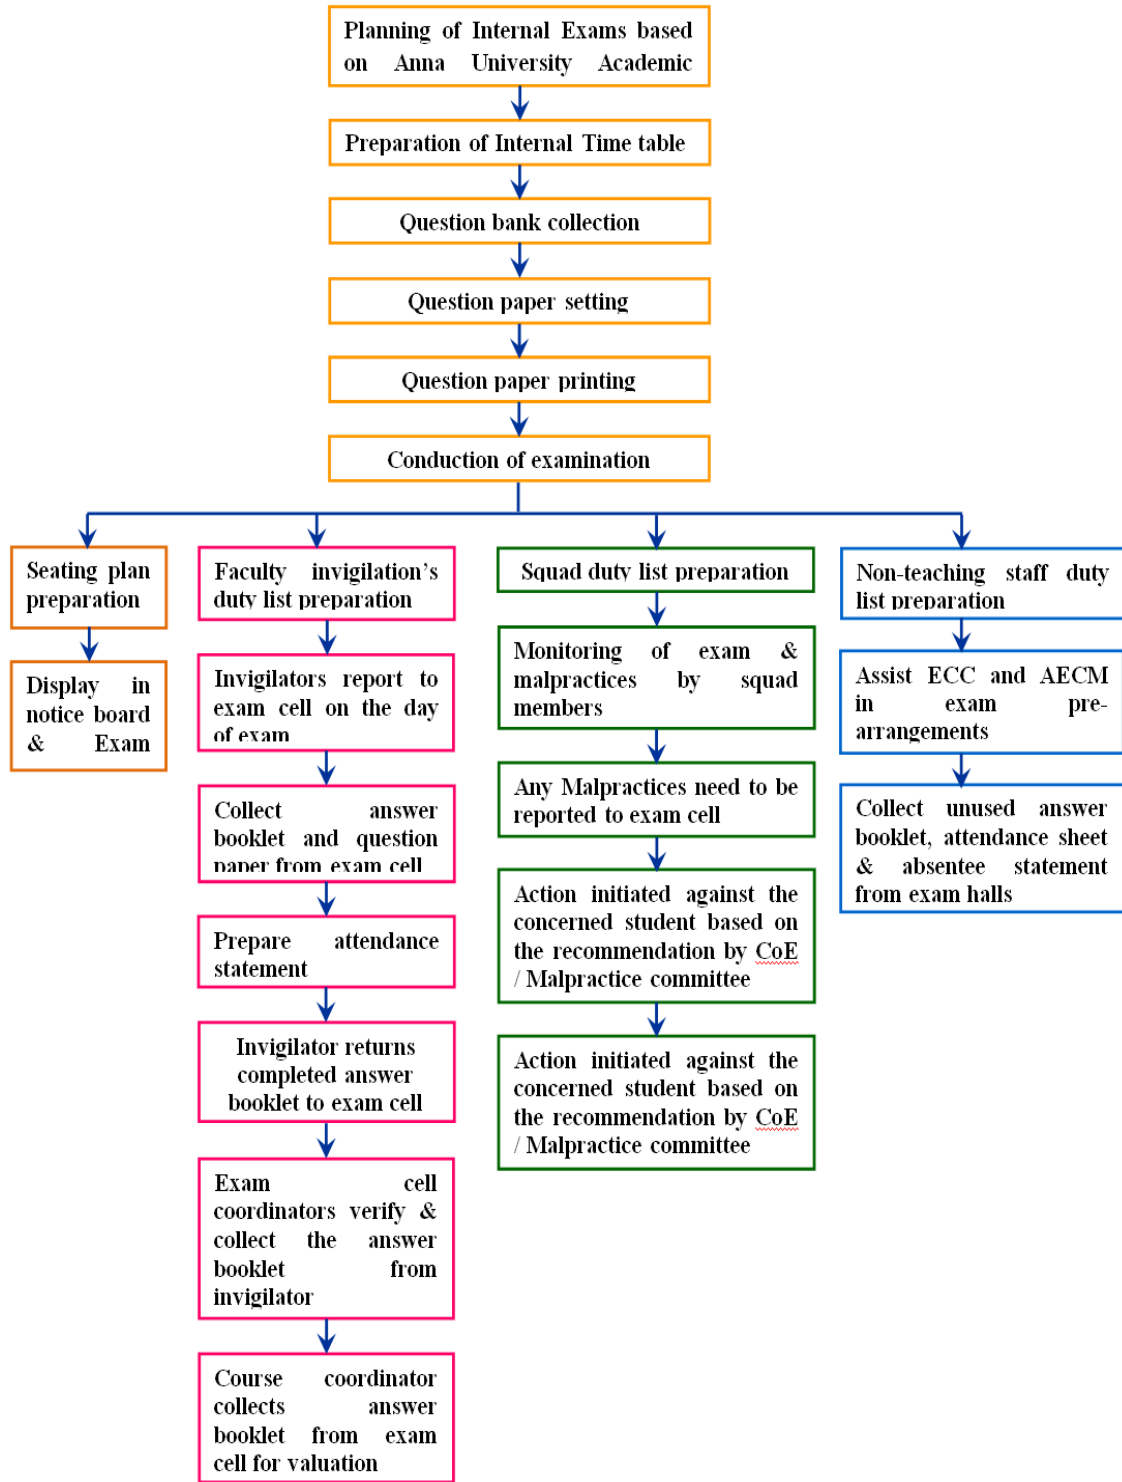 Planning of Internal Exams based
on Anna University Academic
Preparation of Internal Time table
Question bank collection
Question paper setting
Question paper printing
Conduction of examination
Seating plan
preparation
Display in
notice board
& Exam
Faculty invigilation's
duty list preparation
Invigilators report to
exam cell on the day
of exam
Collect answer
booklet and question
paper from exam cell
Prepare attendance
statement
Invigilator returns
completed answer
booklet to exam cell
Exam cell
coordinators verify &
collect the answer
booklet from
invigilator
Course coordinator
collects answer
booklet from exam
cell for valuation
Squad duty list preparation
Monitoring of exam &
malpractices by squad
members
Any Malpractices need to be
reported to exam cell
Action initiated against the
concerned student based on
the recommendation by CoE
/ Malpractice committee
Action initiated against the
concerned student based on
the recommendation by CoE
/ Malpractice committee
Non-teaching staff duty
list preparation
Assist ECC and AECM
in exam pre-
arrangements
Collect unused answer
booklet, attendance sheet
& absentee statement
from exam halls